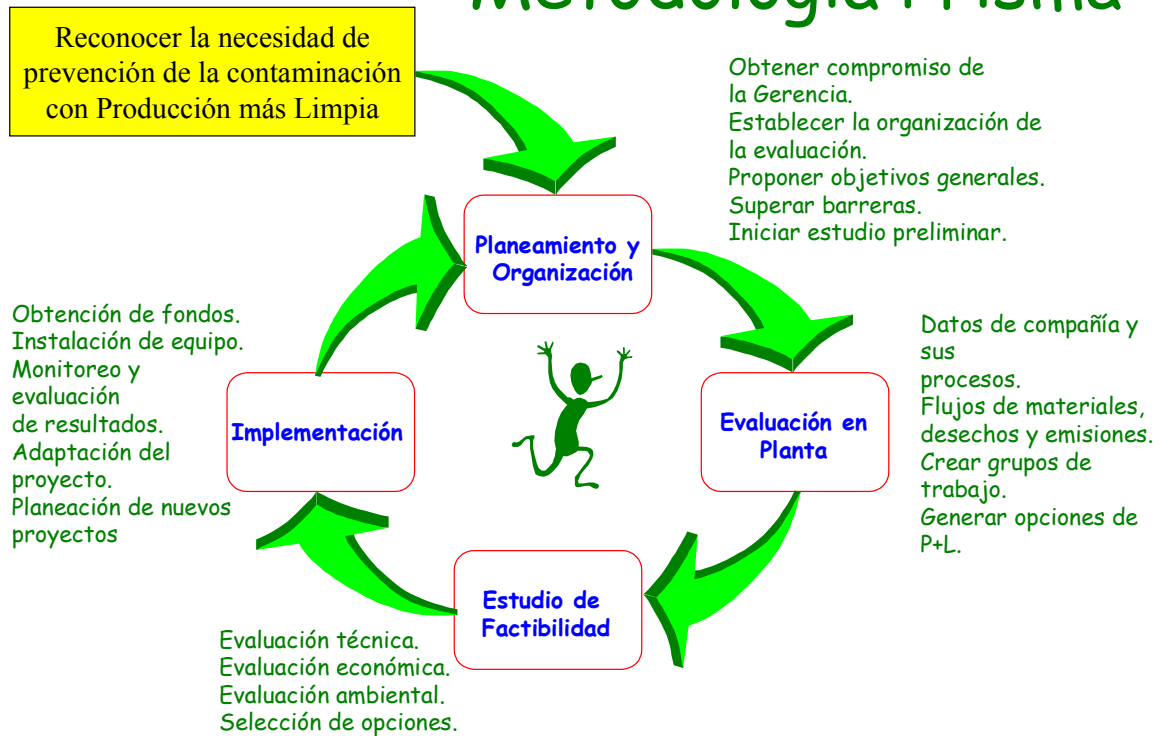 Metodología Prisma
Reconocer la necesidad de
prevención de la contaminación
con Producción más Limpia
Obtener compromiso de
la Gerencia.
Establecer la organización de
la evaluación.
Proponer objetivos generales.
Superar barreras.
Iniciar estudio preliminar.
Planeamiento y
Organización
Datos de compañía y
sus
procesos.
Flujos de materiales,
desechos y emisiones.
Crear grupos de
trabajo.
Generar opciones de
P+L.
Evaluación en
Planta
Estudio de
Factibilidad
Evaluación técnica.
Evaluación económica.
Evaluación ambiental.
Selección de opciones.
Implementación
Obtención de fondos.
Instalación de equipo.
Monitoreo y
evaluación
de resultados.
Adaptación del
proyecto.
Planeación de nuevos
proyectos